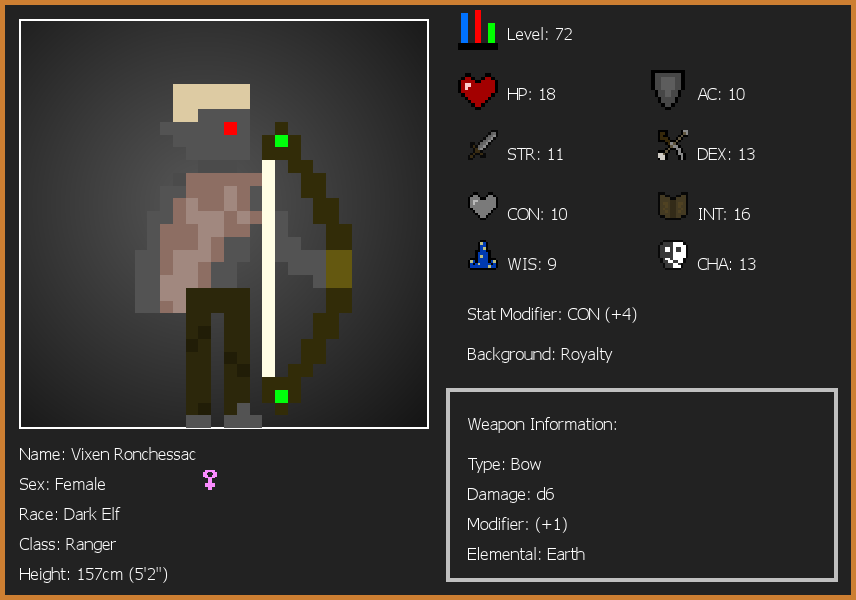 Level: 72
HP: 18
AC: 10
STR: 11
DEX: 13
CON: 10
INT: 16
WIS: 9
CHA: 13
Stat Modifier: CON (+4)
Background: Royalty
Weapon Information:
Type: Bow
Damage: d6
Modifier: (+1)
Elemental: Earth
Name: Vixen Ronchessac
Sex: Female
Race: Dark Elf
Class: Ranger
Height: 157cm (5'2")